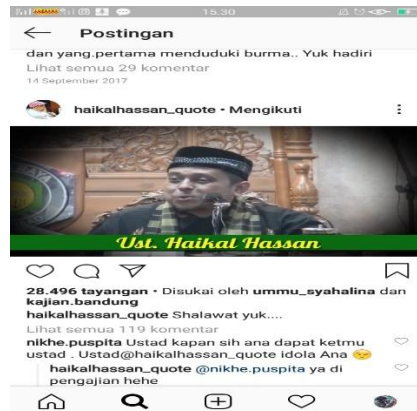 15.30
Postingan
dan yang.pertama menduduki burma.. Yuk hadiri
Lihat semua 29 komentar
14 September 2017
haikalhassan_quote • Mengikuti
Ust. Haikal Hassan
28.496 tayangan • Disukai oleh ummu_syahalina dan
kajian.bandung
haikalhassan_quote Shalawat yuk....
Lihat semua 119 komentar
nikhe.puspita Ustad kapan sih ana dapat ketmu
ustad . Ustad@haikalhassan_quote idola Ana 😔
haikalhassan_quote @nikhe.puspita ya di
pengajian hehe